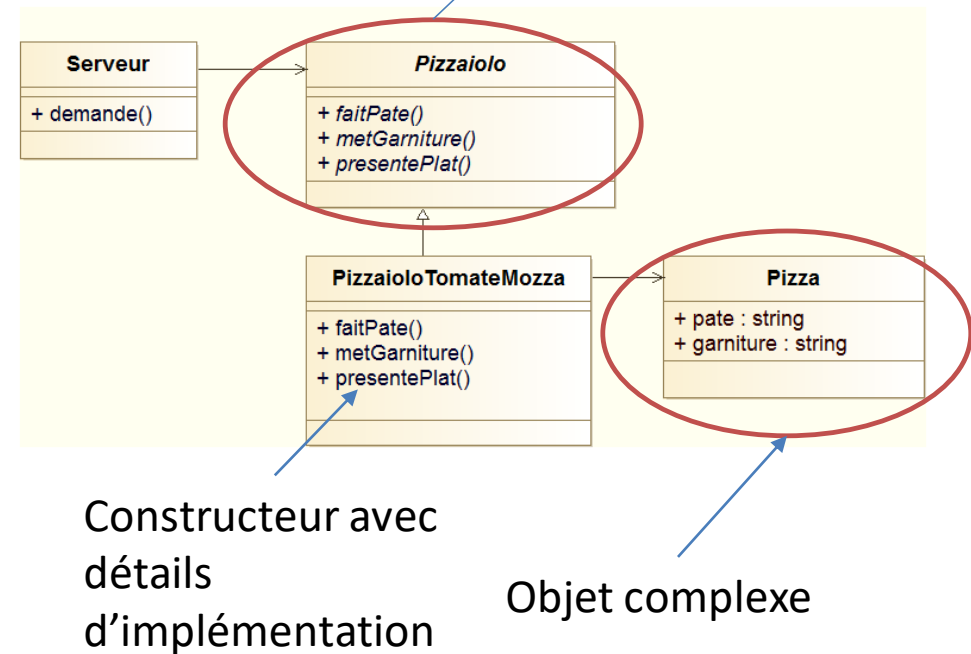 Serveur
+ demande()
Pizzaiolo
+ faitPate()
+ metGarniture()
+ presentePlat()
PizzaioloTomateMozza
+ faitPate()
+ metGarniture()
+ presentePlat()
Pizza
+ pate : string
+ garniture : string
Constructeur avec
détails
d’implémentation
Objet complexe